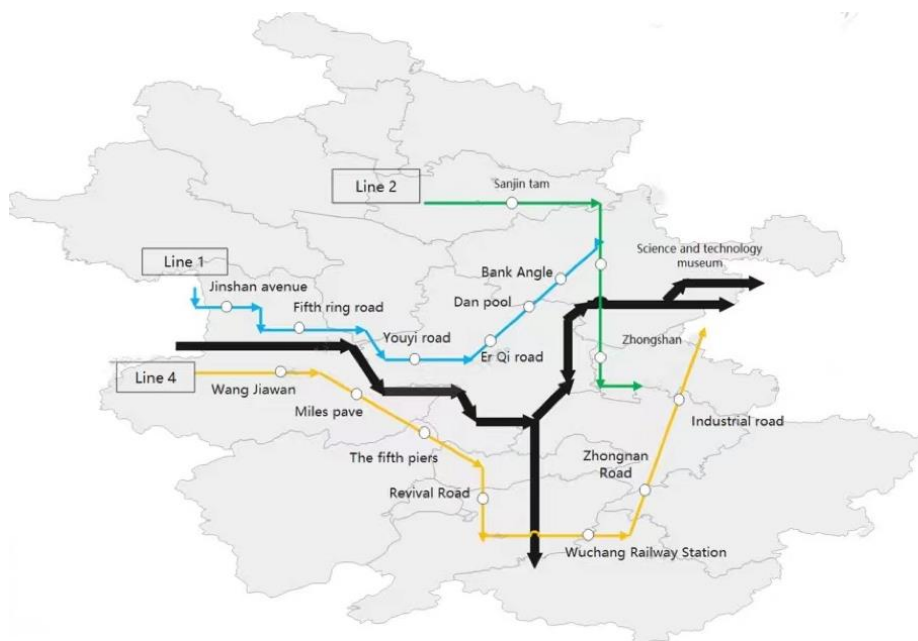 Line 2
Sanjin tam
Science and technology
museum
Line 1
Jinshan avenue
Bank Angle
Fifth ring road
Dan pool
Youyi road
Er Qi road
Zhongshan
Line 4
Wang Jiawan
Miles pave
Industrial road
The fifth piers
Zhongnan
Road
Revival Road
Wuchang Railway Station